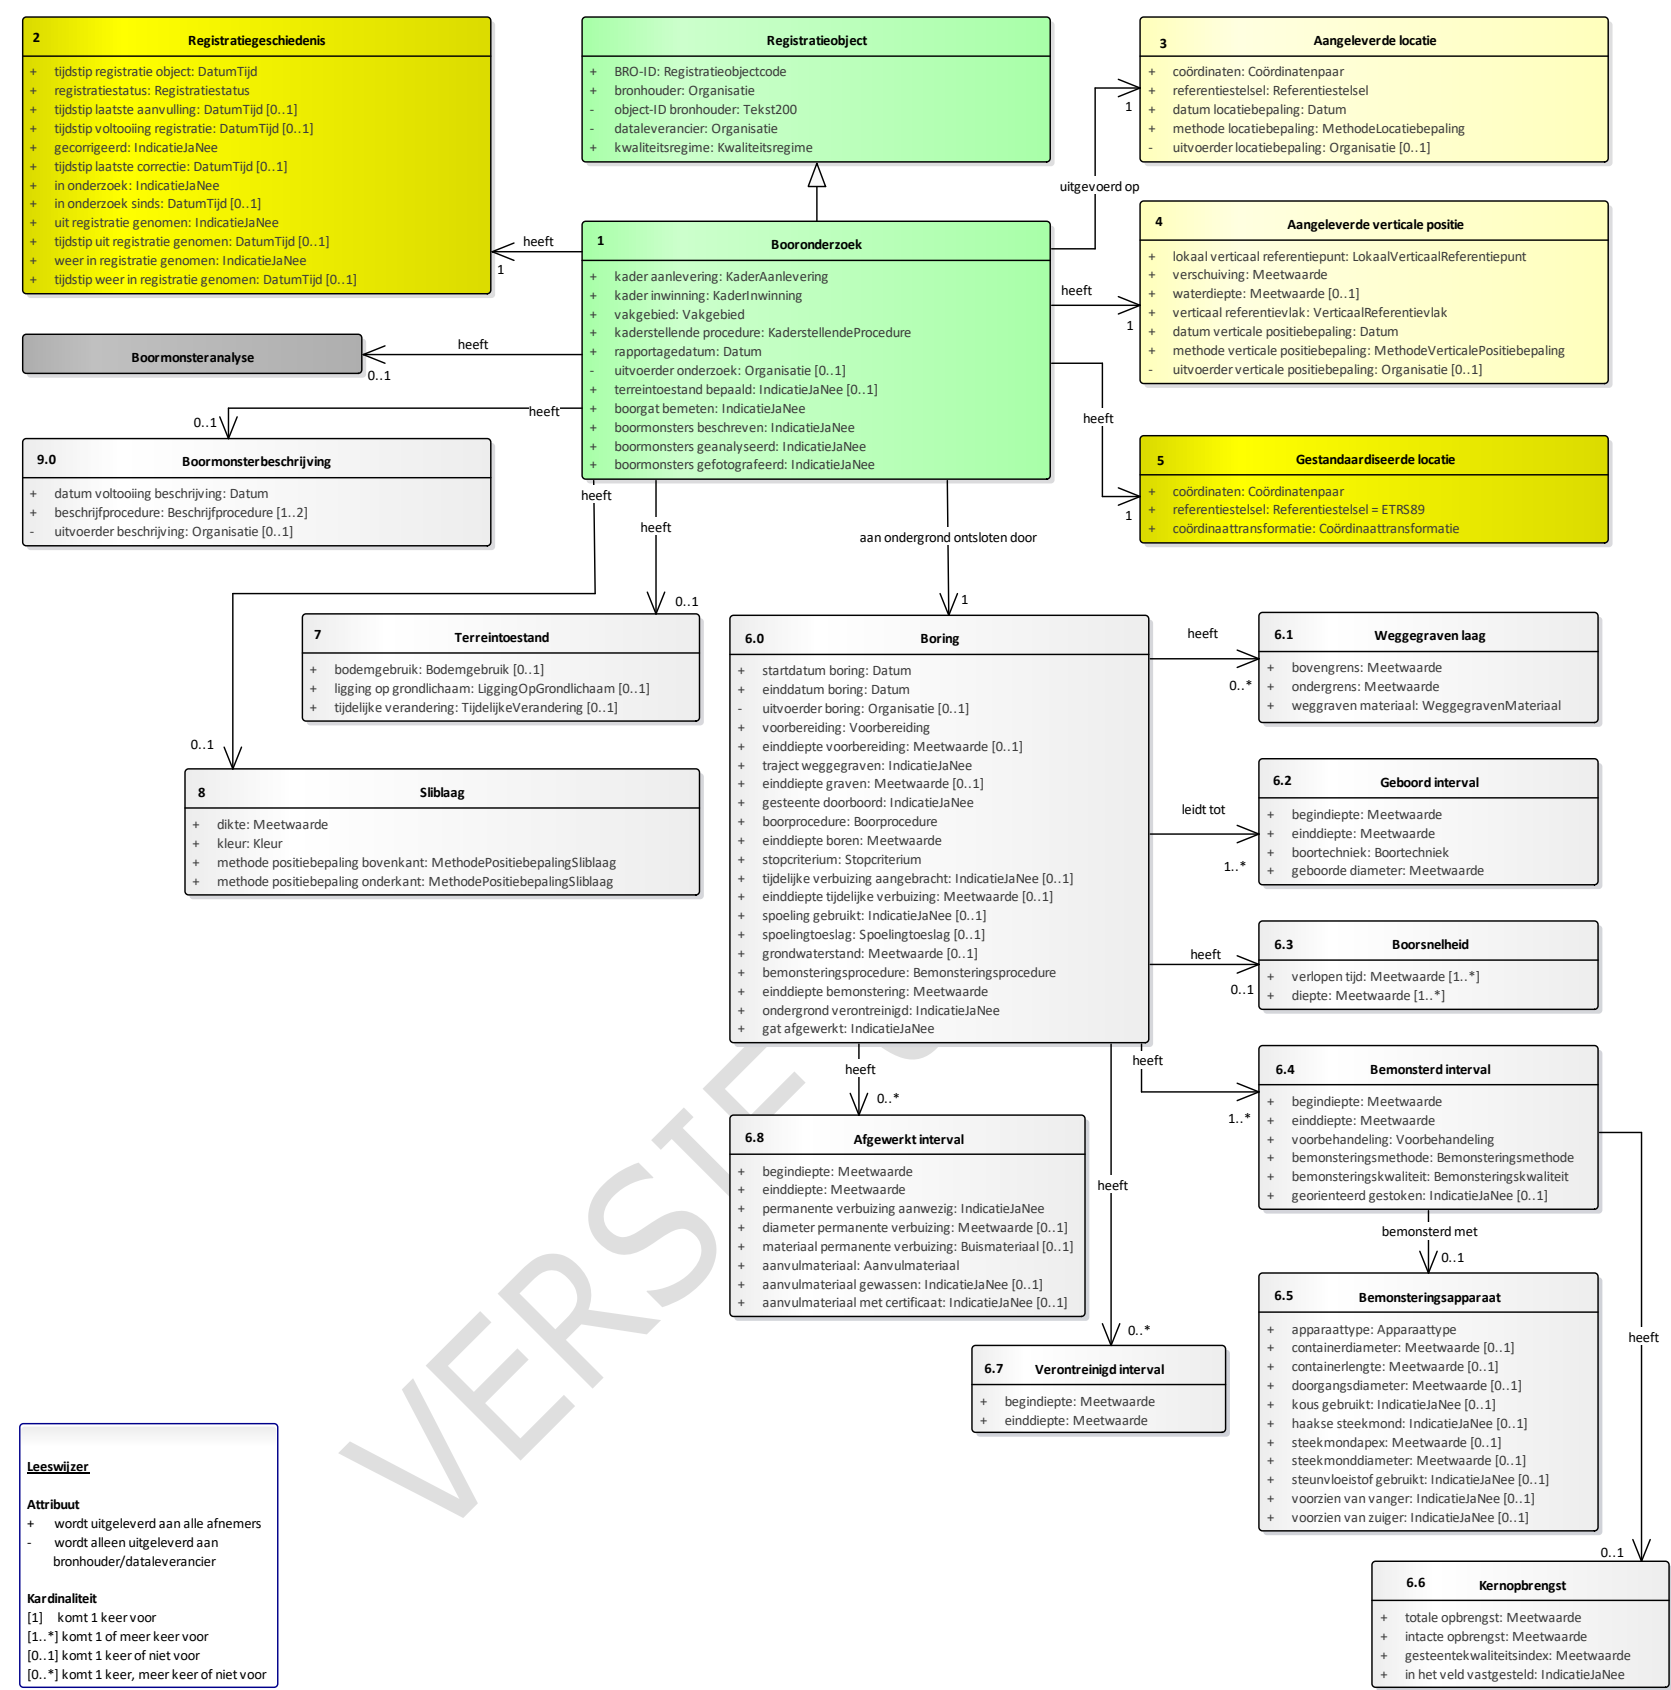 2
Registratiegeschiedenis
+ tijdstip registratie object: DatumTijd
+ registratiestatus: Registratiestatus
+ tijdstip laatste aanvulling: DatumTijd [0..1]
+ tijdstip voltooiing registratie: DatumTijd [0..1]
+ gecorrigeerd: IndicatieJaNee
+ tijdstip laatste correctie: DatumTijd [0..1]
+ in onderzoek: IndicatieJaNee
+ in onderzoek sinds: DatumTijd [0..1]
+ uit registratie genomen: IndicatieJaNee
+ tijdstip uit registratie genomen: DatumTijd [0..1]
+ weer in registratie genomen: IndicatieJaNee
+ tijdstip weer in registratie genomen: DatumTijd [0..1]
Registratieobject
+ BRO-ID: Registratieobjectcode
+ bronhouder: Organisatie
- object-ID bronhouder: Tekst200
- dataleverancier: Organisatie
+ kwaliteitsregime: Kwaliteitsregime
3
Aangeleverde locatie
+ coördinaten: Coördinatenpaar
+ referentiestelsel: Referentiestelsel
+ datum locatiebepaling: Datum
+ methode locatiebepaling: MethodeLocatiebepaling
- uitvoerder locatiebepaling: Organisatie [0..1]
1
uitgevoerd op
4
Aangeleverde verticale positie
+ lokaal verticaal referentiepunt: LokaalVerticaalReferentiepunt
+ verschuiving: Meetwaarde
+ waterdiepte: Meetwaarde [0..1]
+ verticaal referentievlak: VerticaalReferentievlak
+ datum verticale positiebepaling: Datum
+ methode verticale positiebepaling: MethodeVerticalePositiebepaling
- uitvoerder verticale positiebepaling: Organisatie [0..1]
heeft
1
heeft
1
1
Booronderzoek
+ kader aanlevering: KaderAanlevering
+ kader inwinning: KaderInwinning
+ vakgebied: Vakgebied
+ kaderstellende procedure: KaderstellendeProcedure
+ rapportagedatum: Datum
- uitvoerder onderzoek: Organisatie [0..1]
+ terreintoestand bepaald: IndicatieJaNee [0..1]
+ boorgat bemeten: IndicatieJaNee
+ boormonsters beschreven: IndicatieJaNee
+ boormonsters geanalyseerd: IndicatieJaNee
+ boormonsters gefotografeerd: IndicatieJaNee
Boormonsteranalyse
heeft
0..1
heeft
0..1
9.0
Boormonsterbeschrijving
+ datum voltooiing beschrijving: Datum
+ beschrijfprocedure: Beschrijfprocedure [1..2]
- uitvoerder beschrijving: Organisatie [0..1]
heeft
1
5
Gestandaardiseerde locatie
+ coördinaten: Coördinatenpaar
+ referentiestelsel: Referentiestelsel = ETRS89
+ coördinaattransformatie: Coördinaattransformatie
heeft
heeft
aan ondergrond ontsloten door
0..1
1
7
Terreintoestand
+ bodemgebruik: Bodemgebruik [0..1]
+ ligging op grondlichaam: LiggingOpGrondlichaam [0..1]
+ tijdelijke verandering: TijdelijkeVerandering [0..1]
0..1
8
Sliblaag
+ dikte: Meetwaarde
+ kleur: Kleur
+ methode positiebepaling bovenkant: MethodePositiebepalingSliblaag
+ methode positiebepaling onderkant: MethodePositiebepalingSliblaag
6.0
Boring
+ startdatum boring: Datum
+ einddatum boring: Datum
- uitvoerder boring: Organisatie [0..1]
+ voorbereiding: Voorbereiding
+ einddiepte voorbereiding: Meetwaarde [0..1]
+ traject weggegraven: IndicatieJaNee
+ einddiepte graven: Meetwaarde [0..1]
+ gesteente doorboord: IndicatieJaNee
+ boorprocedure: Boorprocedure
+ einddiepte boren: Meetwaarde
+ stopcriterium: Stopcriterium
+ tijdelijke verbuizing aangebracht: IndicatieJaNee [0..1]
+ einddiepte tijdelijke verbuizing: Meetwaarde [0..1]
+ spoeling gebruikt: IndicatieJaNee [0..1]
+ spoelingtoeslag: Spoelingtoeslag [0..1]
+ grondwaterstand: Meetwaarde [0..1]
+ bemonsteringsprocedure: Bemonsteringsprocedure
+ einddiepte bemonstering: Meetwaarde
+ ondergrond verontreinigd: IndicatieJaNee
+ gat afgewerkt: IndicatieJaNee
heeft
0..*
6.1
Weggegraven laag
+ bovengrens: Meetwaarde
+ ondergrens: Meetwaarde
+ weggraven materiaal: WeggegravenMateriaal
leidt tot
1..*
6.2
Geboord interval
+ begindiepte: Meetwaarde
+ einddiepte: Meetwaarde
+ boortechniek: Boortechniek
+ geboorde diameter: Meetwaarde
heeft
0..1
6.3
Boorsnelheid
+ verlopen tijd: Meetwaarde [1..*]
+ diepte: Meetwaarde [1..*]
heeft
1..*
6.4
Bemonsterd interval
+ begindiepte: Meetwaarde
+ einddiepte: Meetwaarde
+ voorbehandeling: Voorbehandeling
+ bemonsteringsmethode: Bemonsteringsmethode
+ bemonsteringskwaliteit: Bemonsteringskwaliteit
+ georienteerd gestoken: IndicatieJaNee [0..1]
heeft
0..*
6.8
Afgewerkt interval
+ begindiepte: Meetwaarde
+ einddiepte: Meetwaarde
+ permanente verbuizing aanwezig: IndicatieJaNee
+ diameter permanente verbuizing: Meetwaarde [0..1]
+ materiaal permanente verbuizing: Buismateriaal [0..1]
+ aanvulmateriaal: Aanvulmateriaal
+ aanvulmateriaal gewassen: IndicatieJaNee [0..1]
+ aanvulmateriaal met certificaat: IndicatieJaNee [0..1]
heeft
0..*
6.7
Verontreinigd interval
+ begindiepte: Meetwaarde
+ einddiepte: Meetwaarde
bemonsterd met
0..1
6.5
Bemonsteringsapparaat
+ apparaattype: Apparaattype
+ containerdiameter: Meetwaarde [0..1]
+ containerlengte: Meetwaarde [0..1]
+ doorgangsdiameter: Meetwaarde [0..1]
+ kous gebruikt: IndicatieJaNee [0..1]
+ haakse steekmond: IndicatieJaNee [0..1]
+ steekmondapex: Meetwaarde [0..1]
+ steekmonddiameter: Meetwaarde [0..1]
+ steunvloeistof gebruikt: IndicatieJaNee [0..1]
+ voorzien van vanger: IndicatieJaNee [0..1]
+ voorzien van zuiger: IndicatieJaNee [0..1]
heeft
0..1
6.6
Kernopbrengst
+ totale opbrengst: Meetwaarde
+ intacte opbrengst: Meetwaarde
+ gesteentekwaliteitsindex: Meetwaarde
+ in het veld vastgesteld: IndicatieJaNee
VERSIE
Leeswijzer
Attribuut
+ wordt uitgeleverd aan alle afnemers
- wordt alleen uitgeleverd aan
bronhouder/dataleverancier
Kardinaliteit
[1] komt 1 keer voor
[1..*] komt 1 of meer keer voor
[0..1] komt 1 keer of niet voor
[0..*] komt 1 keer, meer keer of niet voor